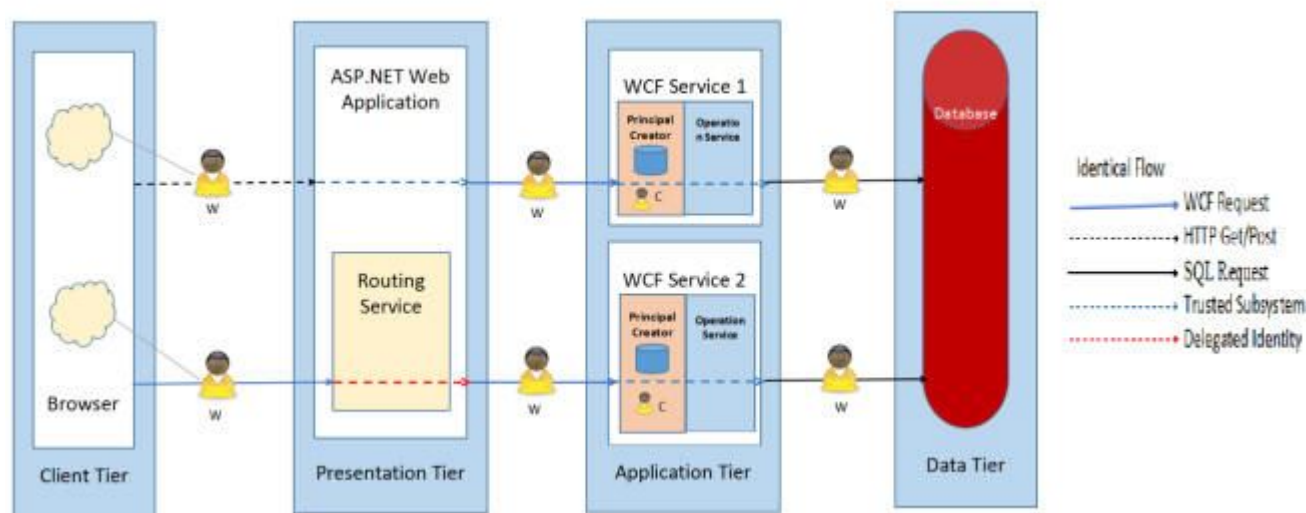 Browser
Client Tier
W
W
ASP.NET Web
Application
Routing
Service
Presentation Tier
W
W
WCF Service 1
Principal
Creator
C
Operatio
n Service
WCF Service 2
Principal
Creator
C
Operation
Service
Application Tier
W
W
Database
Data Tier
Identical Flow
WCF Request
HTTP Get/Post
SQL Request
Trusted Subsystem
Delegated Identity